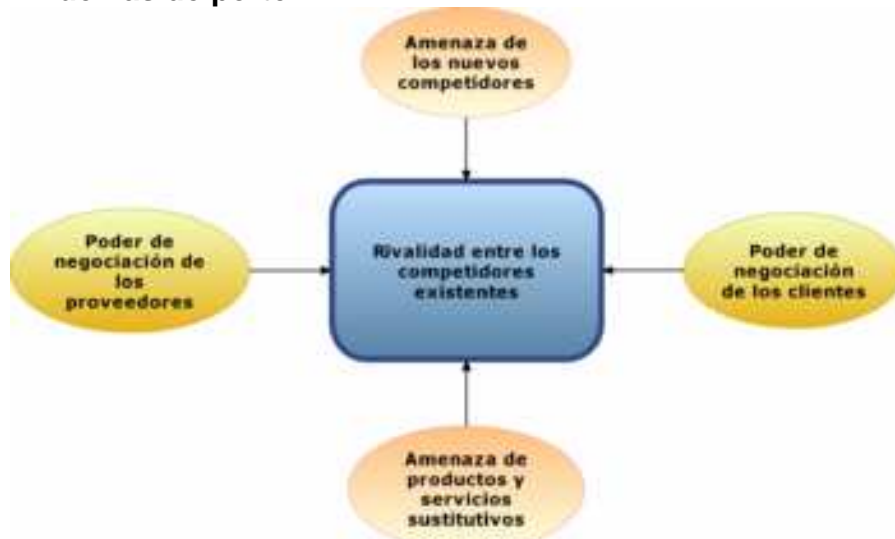 Amenaza de
los nuevos
competidores
Poder de
negociación de
los
proveedores
Rivalidad entre los
competidores
existentes
Poder de
negociación
de los clientes
Amenaza de
productos y
servicios
sustitutivos